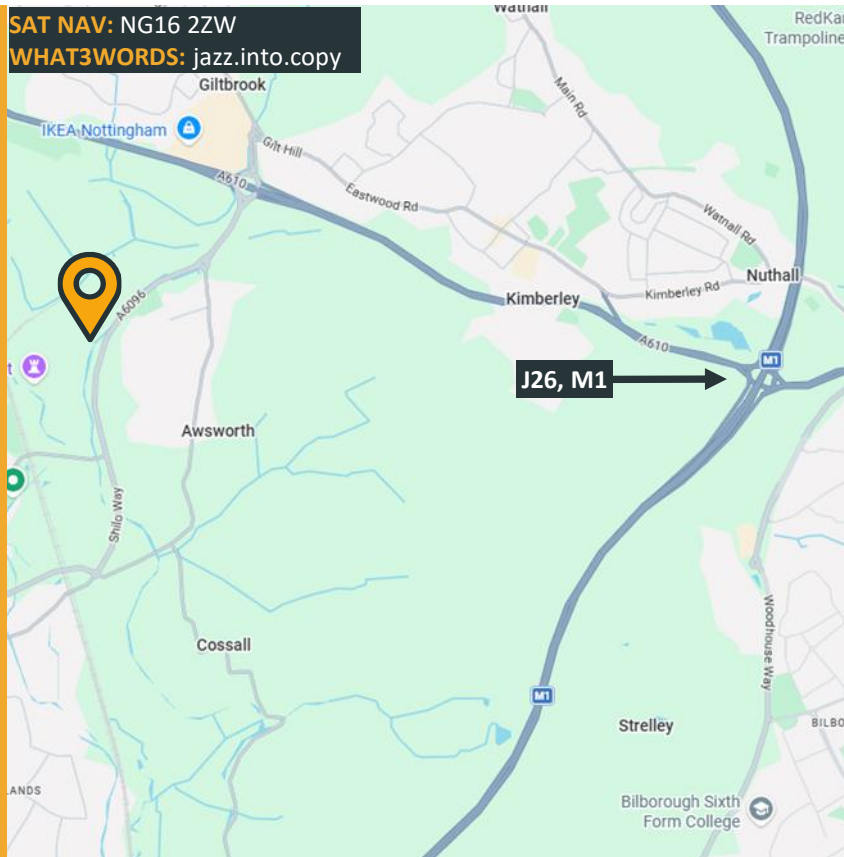 SAT NAV: NG16 2ZW
WHAT3WORDS: jazz.into.copy
Watnall
RedKan
Trampoline
Giltbrook
IKEA Nottingham
Main Rd
Gilt Hill
A610
Eastwood Rd
Watnall Rd
Nuthall
A6096
Kimberley
Kimberley Rd
A610
M1
t
J26, M1
Awsworth
Shilo Way
Woodhouse Way
Cossall
M1
Strelley
BILBO
ANDS
Bilborough Sixth
Form College